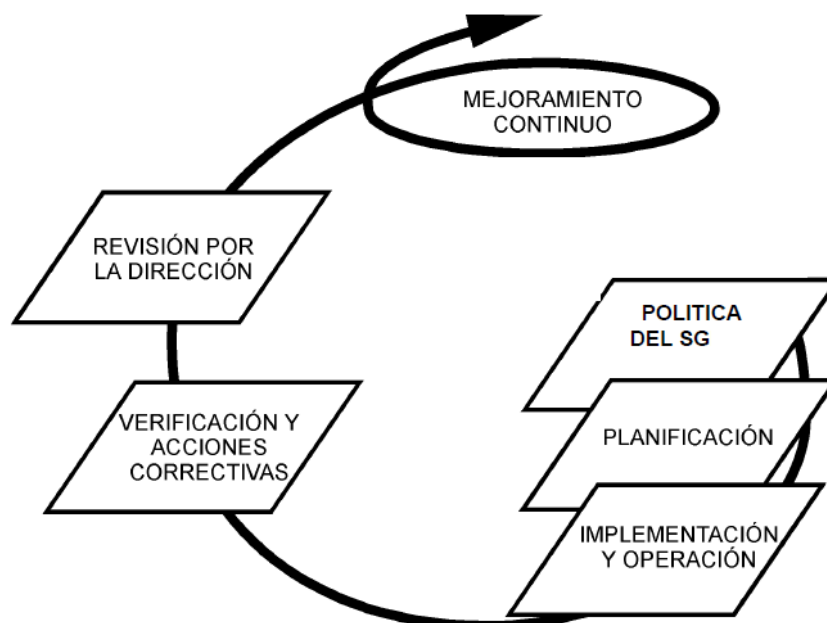 MEJORAMIENTO
CONTINUO
REVISIÓN POR
LA DIRECCIÓN
POLITICA
DEL SG
VERIFICACIÓN Y
ACCIONES
CORRECTIVAS
PLANIFICACIÓN
IMPLEMENTACIÓN
Y OPERACIÓN